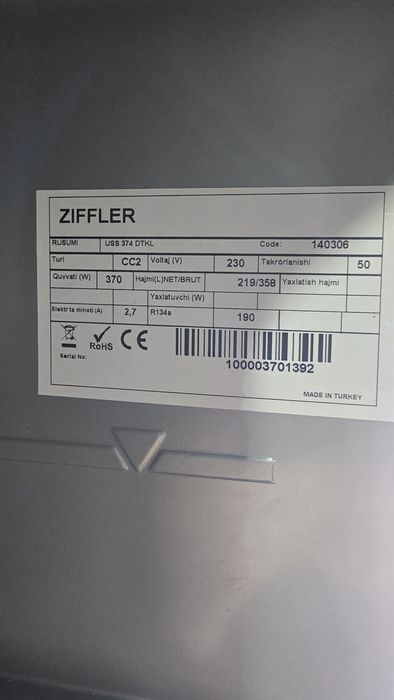 ZIFFLER
RUSUMI USS 374 DTKL Code: 140306
Turi CC2 Voltaj (V) 230 Takrorlanishi 50
Quvvati (W) 370 Hajmi(L)NET/BRUT 219/358 Yaxlatish hajmi
Yaxlatuvchi (W)
Elektr ta minoti (A) 2,7 R134a 190
RoHS CE
Serial No:
100003701392
MADE IN TURKEY